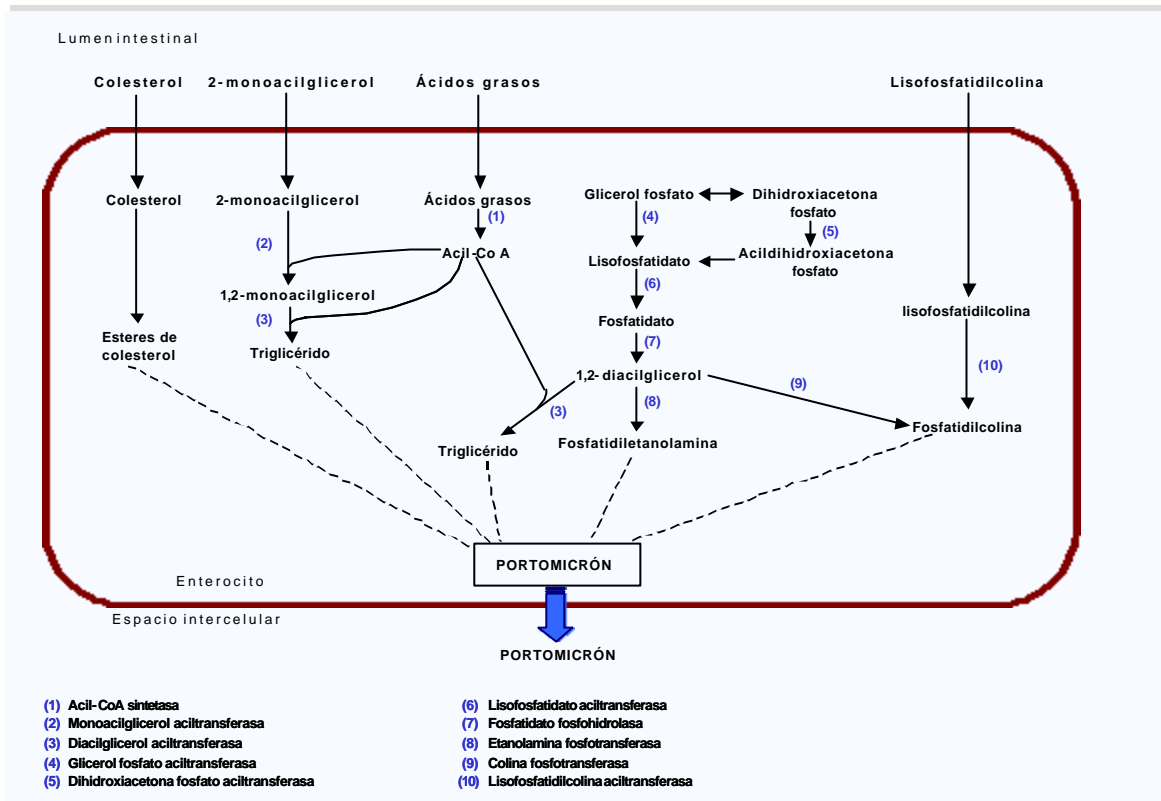 Lumen intestinal
Colesterol
2-monoacilglicerol
Ácidos grasos
Lisofosfatidilcolina
Colesterol
2-monoacilglicerol
Ácidos grasos
(1)
Acil-Co A
(2)
1,2-monoacilglicerol
(3)
Triglicérido
Esteres de
colesterol
Glicerol fosfato
Dihidroxiacetona
fosfato
(4)
(5)
Lisofosfatidato
Acildihidroxiacetona
fosfato
(6)
Fosfatidato
(7)
1,2- diacilglicerol
(3)
(8)
(9)
Triglicérido
Fosfatidiletanolamina
lisofosfatidilcolina
(10)
Fosfatidilcolina
PORTOMICRÓN
Enterocito
Espacio intercelular
PORTOMICRÓN
(1) Acil-CoA sintetasa
(2) Monoacilglicerol aciltransferasa
(3) Diacilglicerol aciltransferasa
(4) Glicerol fosfato aciltransferasa
(5) Dihidroxiacetona fosfato aciltransferasa
(6) Lisofosfatidato aciltransferasa
(7) Fosfatidato fosfohidrolasa
(8) Etanolamina fosfotransferasa
(9) Colina fosfotransferasa
(10) Lisofosfatidilcolina aciltransferasa